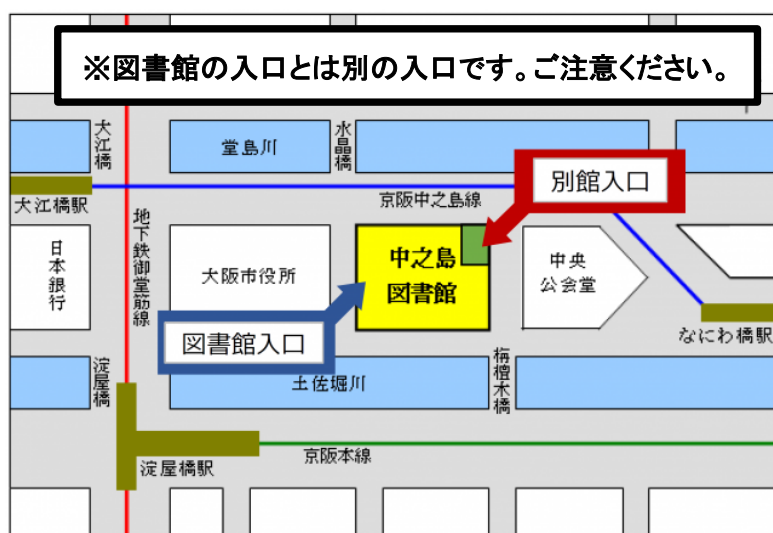 ※図書館の入口とは別の入口です。ご注意ください。
大江橋
堂島川
水晶橋
別館入口
大江橋駅
京阪中之島線
地下鉄御堂筋線
日本銀行
大阪市役所
中之島
図書館
中央
公会堂
図書館入口
なにわ橋駅
淀屋橋
土佐堀川
栴檀木橋
淀屋橋駅
京阪本線